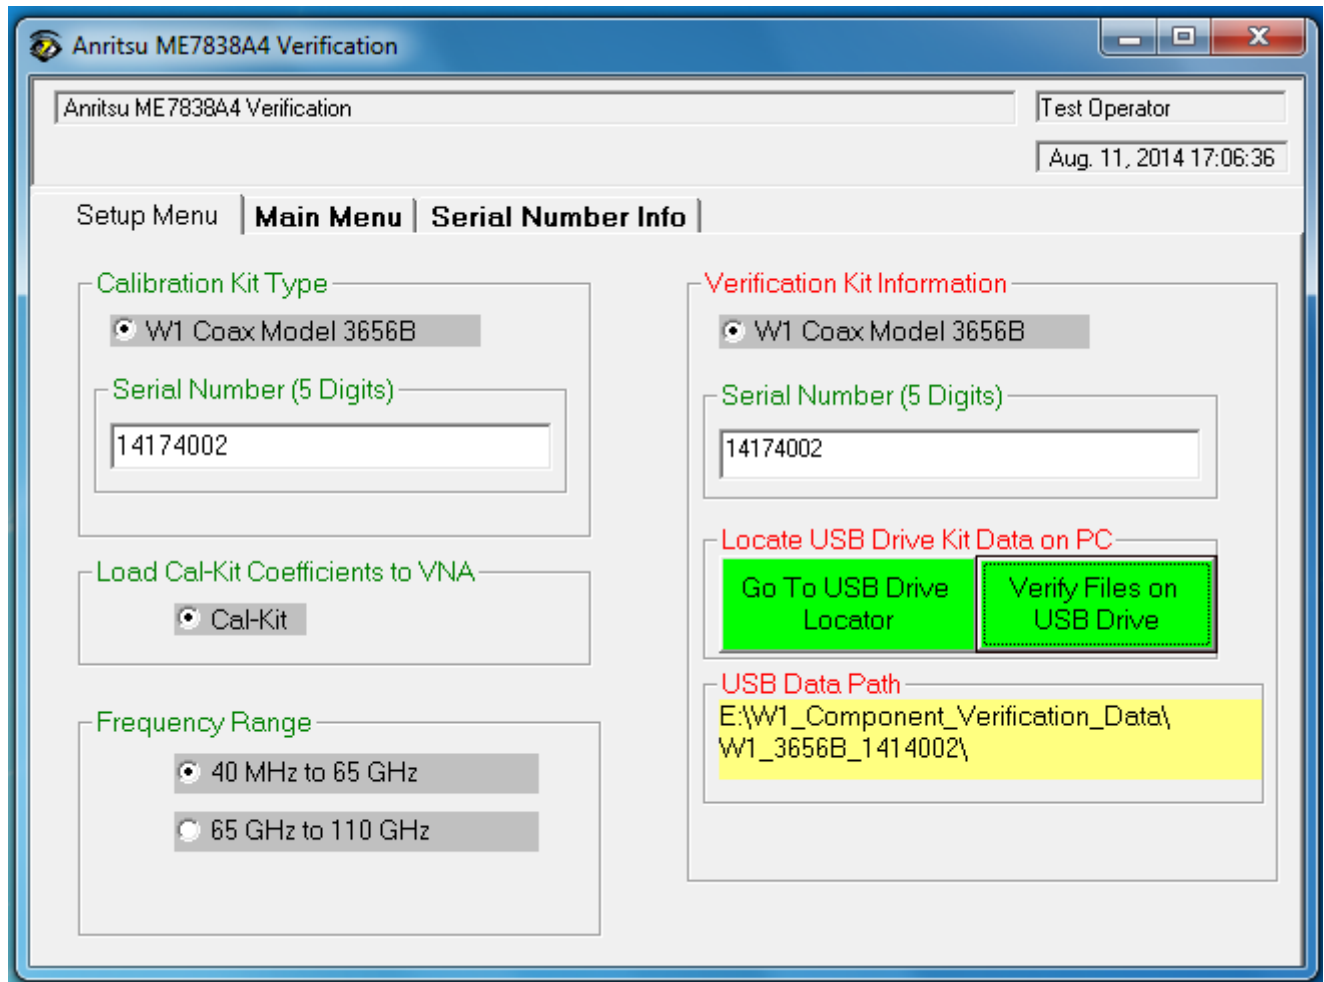 Anritsu ME7838A4 Verification
Anritsu ME7838A4 Verification
Test Operator
Aug. 11, 2014 17:06:36
Setup Menu
Main Menu
Serial Number Info
Calibration Kit Type
W1 Coax Model 3656B
Serial Number (5 Digits)
14174002
Load Cal-Kit Coefficients to VNA
Cal-Kit
Frequency Range
40 MHz to 65 GHz
65 GHz to 110 GHz
Verification Kit Information
W1 Coax Model 3656B
Serial Number (5 Digits)
14174002
Locate USB Drive Kit Data on PC
Go To USB Drive
Locator
Verify Files on
USB Drive
USB Data Path
E:\W1_Component_Verification_Data\
W1_3656B_1414002\